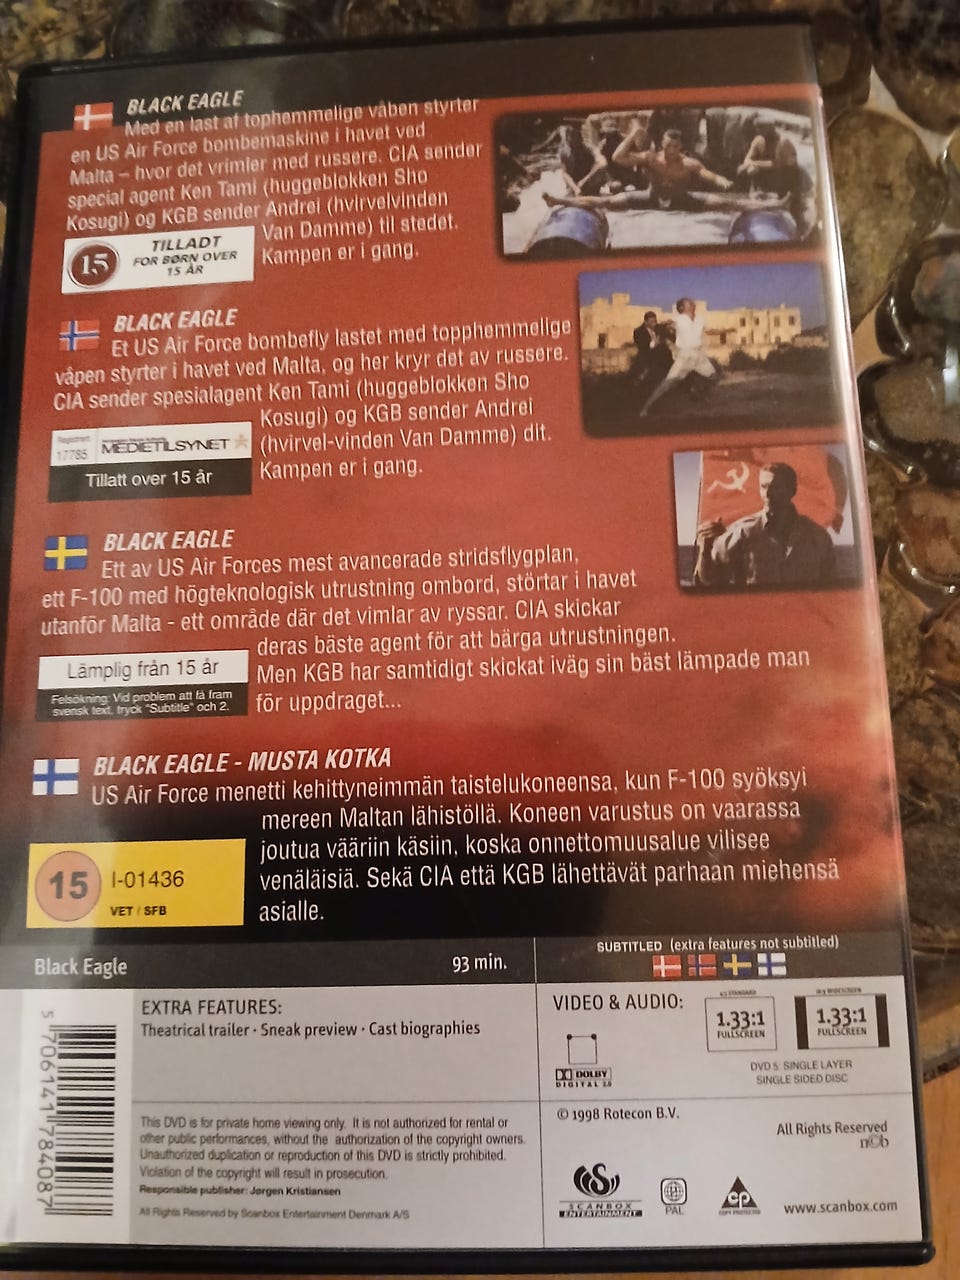 BLACK EAGLE
Med en last af tophemmelige våben styrter
en US Air Force bombemaskine i havet ved
Malta – hvor det vrimler med russere. CIA sender
special agent Ken Tami (huggeblokken Sho
Kosugi) og KGB sender Andrei (hvirvelvinden
Van Damme) til stedet.
Kampen er i gang.
15
TILLADT
FOR BØRN OVER
15 ÅR
BLACK EAGLE
Et US Air Force bombefly lastet med topphemmelige
våpen styrter i havet ved Malta, og her kryr det av russere.
CIA sender spesialagent Ken Tami (huggeblokken Sho
Kosugi) og KGB sender Andrei
(hvirvel-vinden Van Damme) dit.
Kampen er i gang.
17785
MEDIETILSYNET
Tillatt over 15 år
BLACK EAGLE
Ett av US Air Forces mest avancerade stridsflygplan,
ett F-100 med högteknologisk utrustning ombord, störtar i havet
utanför Malta - ett område där det vimlar av ryssar. CIA skickar
deras bäste agent för att bärga utrustningen.
Men KGB har samtidigt skickat iväg sin bäst lämpade man
för uppdraget...
Lämplig från 15 år
Felsökning: Vid problem att få fram
svensk text, tryck "Subtitle" och 2.
BLACK EAGLE - MUSTA KOTKA
US Air Force menetti kehittyneimmän taistelukoneensa, kun F-100 syöksyi
mereen Maltan lähistöllä. Koneen varustus on vaarassa
joutua vääriin käsiin, koska onnettomuusalue vilisee
venäläisiä. Sekä CIA että KGB lähettävät parhaan miehensä
asialle.
15
I-01436
VET / SFB
Black Eagle
93 min.
SUBTITLED (extra features not subtitled)
EXTRA FEATURES:
Theatrical trailer · Sneak preview · Cast biographies
VIDEO & AUDIO:
4:3 STANDARD
1.33:1
FULLSCREEN
16:9 WIDESCREEN
1.33:1
FULLSCREEN
DOLBY
DIGITAL 2.0
DVD 5: SINGLE LAYER
SINGLE SIDED DISC
5 706141 784087
This DVD is for private home viewing only. It is not authorized for rental or
other public performances, without the authorization of the copyright owners.
Unauthorized duplication or reproduction of this DVD is strictly prohibited.
Violation of the copyright will result in prosecution.
Responsible publisher: Jørgen Kristiansen
All Rights Reserved by Scanbox Entertainment Denmark A/S
© 1998 Rotecon B.V.
All Rights Reserved
n©b
SCANBOX
ENTERTAINMENT
PAL
CP
COPY PROTECTED
www.scanbox.com